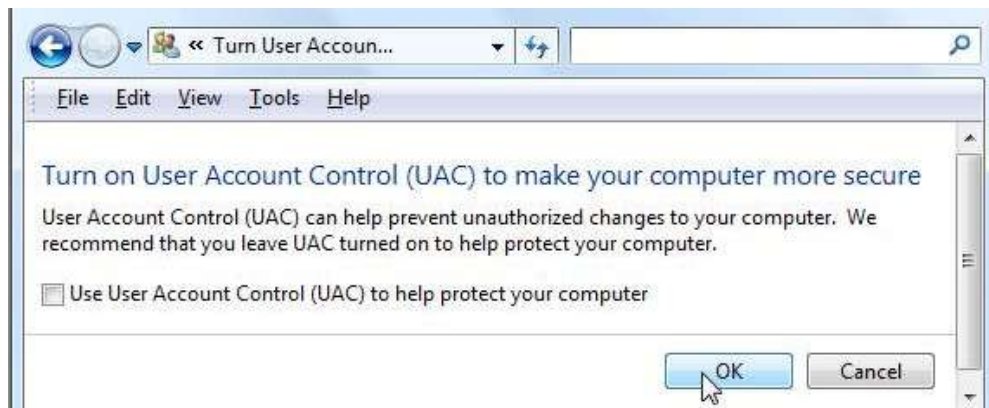 « Turn User Accoun...
File Edit View Tools Help
Turn on User Account Control (UAC) to make your computer more secure
User Account Control (UAC) can help prevent unauthorized changes to your computer. We
recommend that you leave UAC turned on to help protect your computer.
Use User Account Control (UAC) to help protect your computer
OK Cancel